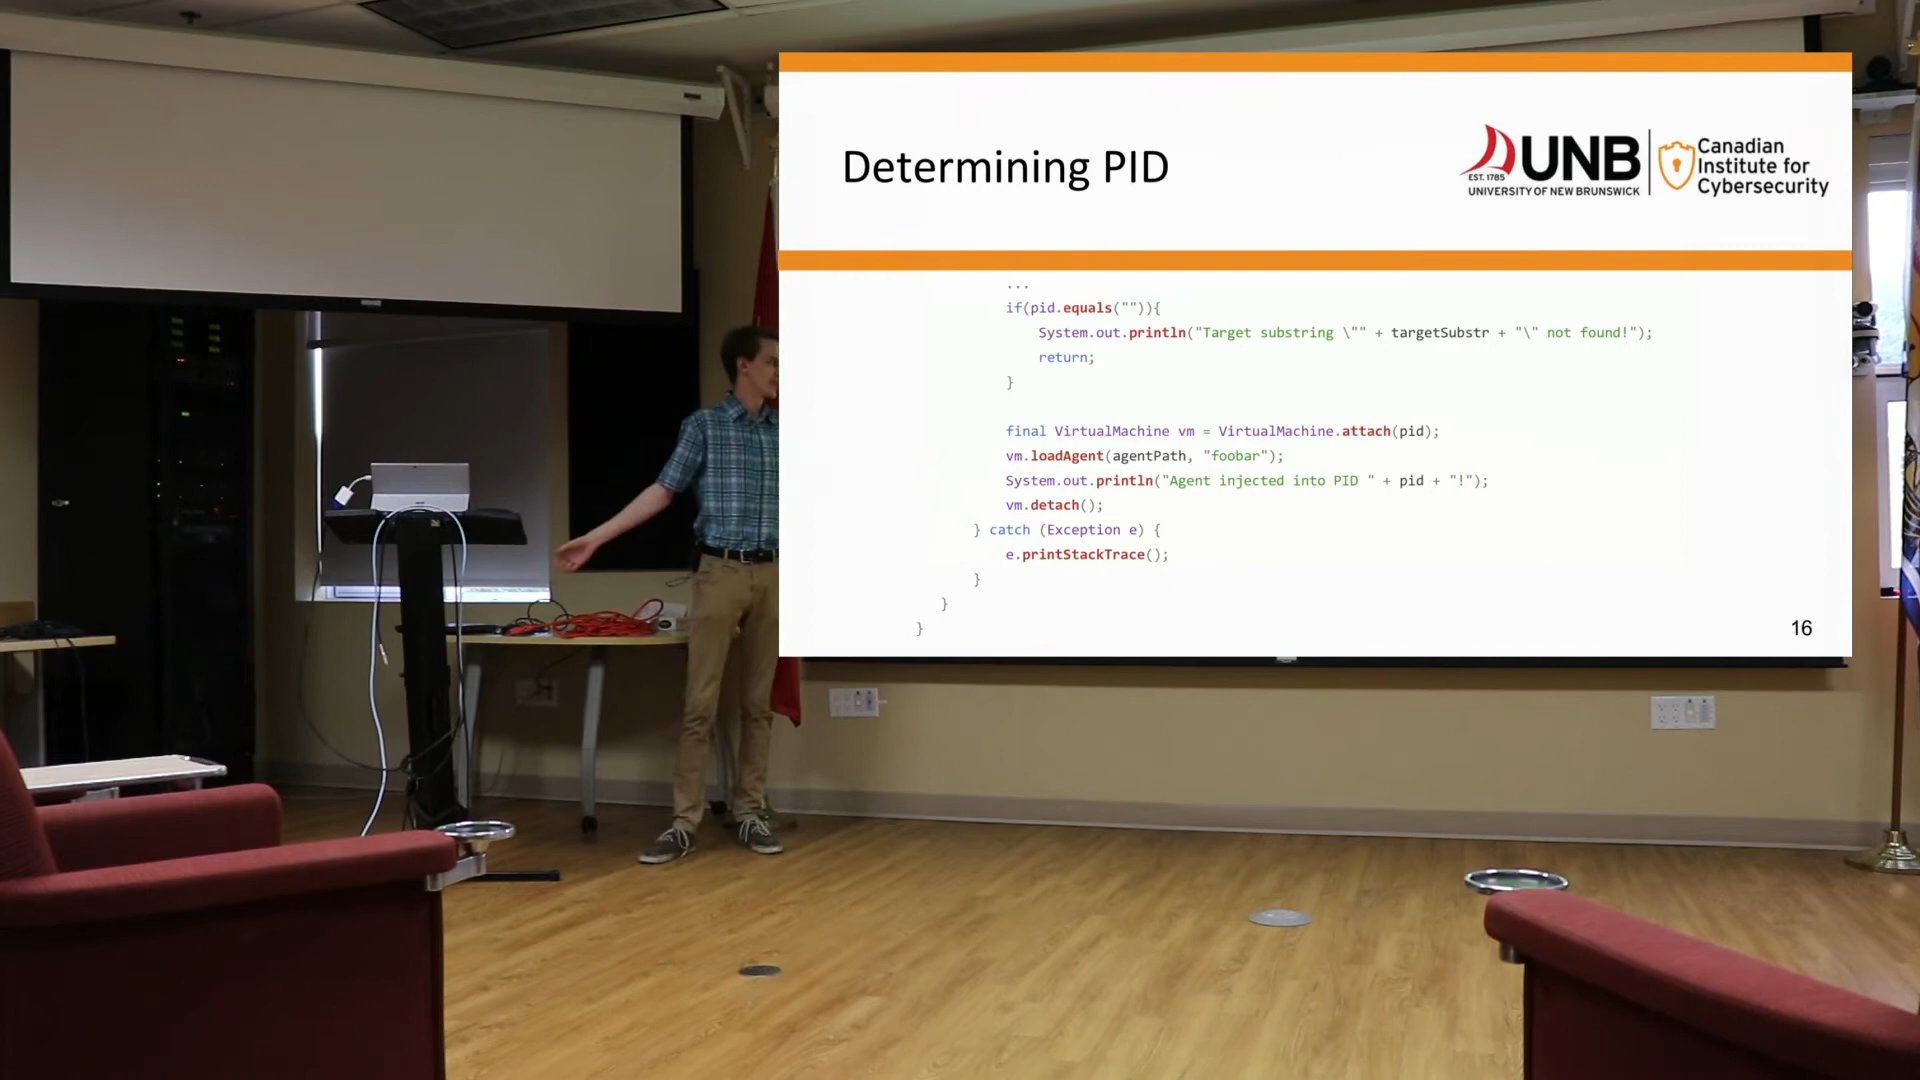 Determining PID
EST. 1785
UNB
UNIVERSITY OF NEW BRUNSWICK
Canadian
Institute for
Cybersecurity
...
if(pid.equals("")){
System.out.println("Target substring \"" + targetSubstr + "\" not found!");
return;
}
final VirtualMachine vm = VirtualMachine.attach(pid);
vm.loadAgent(agentPath, "foobar");
System.out.println("Agent injected into PID " + pid + "!");
vm.detach();
} catch (Exception e) {
e.printStackTrace();
}
}
}
16